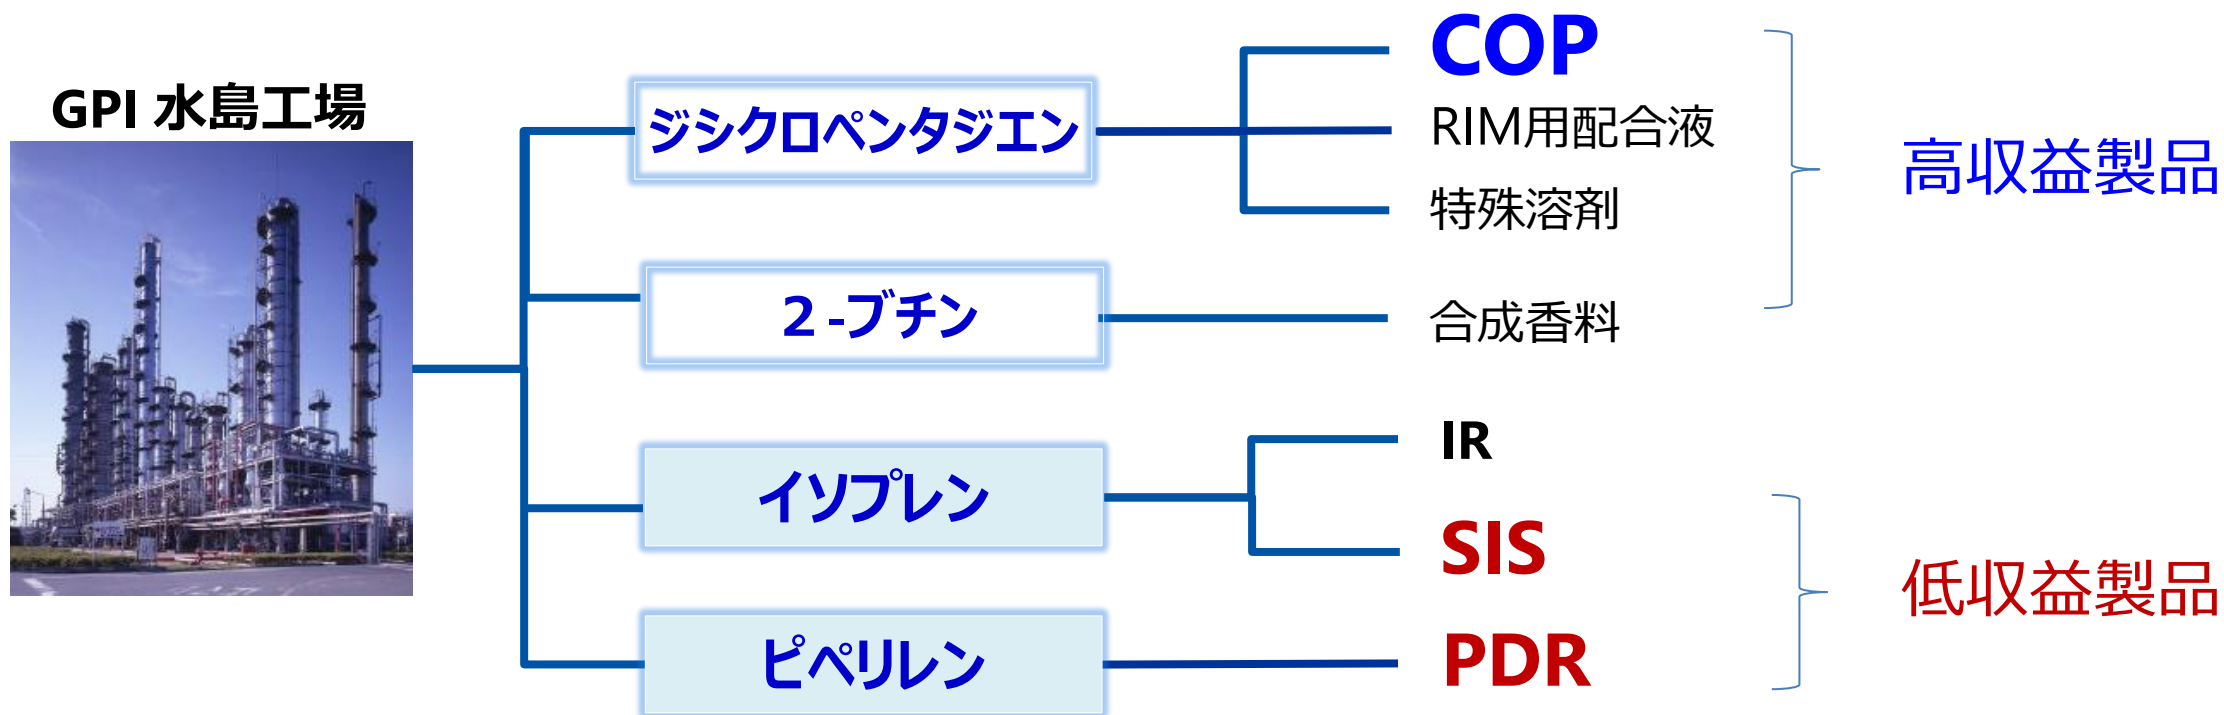 GPI 水島工場
ジシクロペンタジエン
COP
RIM用配合液
特殊溶剤
高収益製品
２-ブチン
合成香料
イソプレン
IR
SIS
低収益製品
ピペリレン
PDR